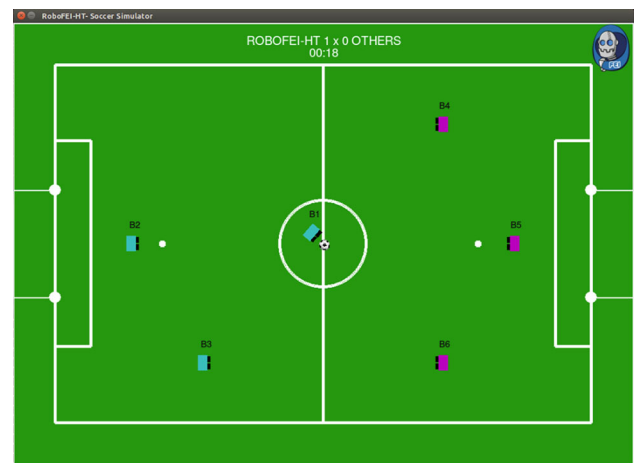 RoboFEI-HT- Soccer Simulator
ROBOFEI-HT 1 x 0 OTHERS
00:18
FEI
B4
B1
B2
B5
B3
B6